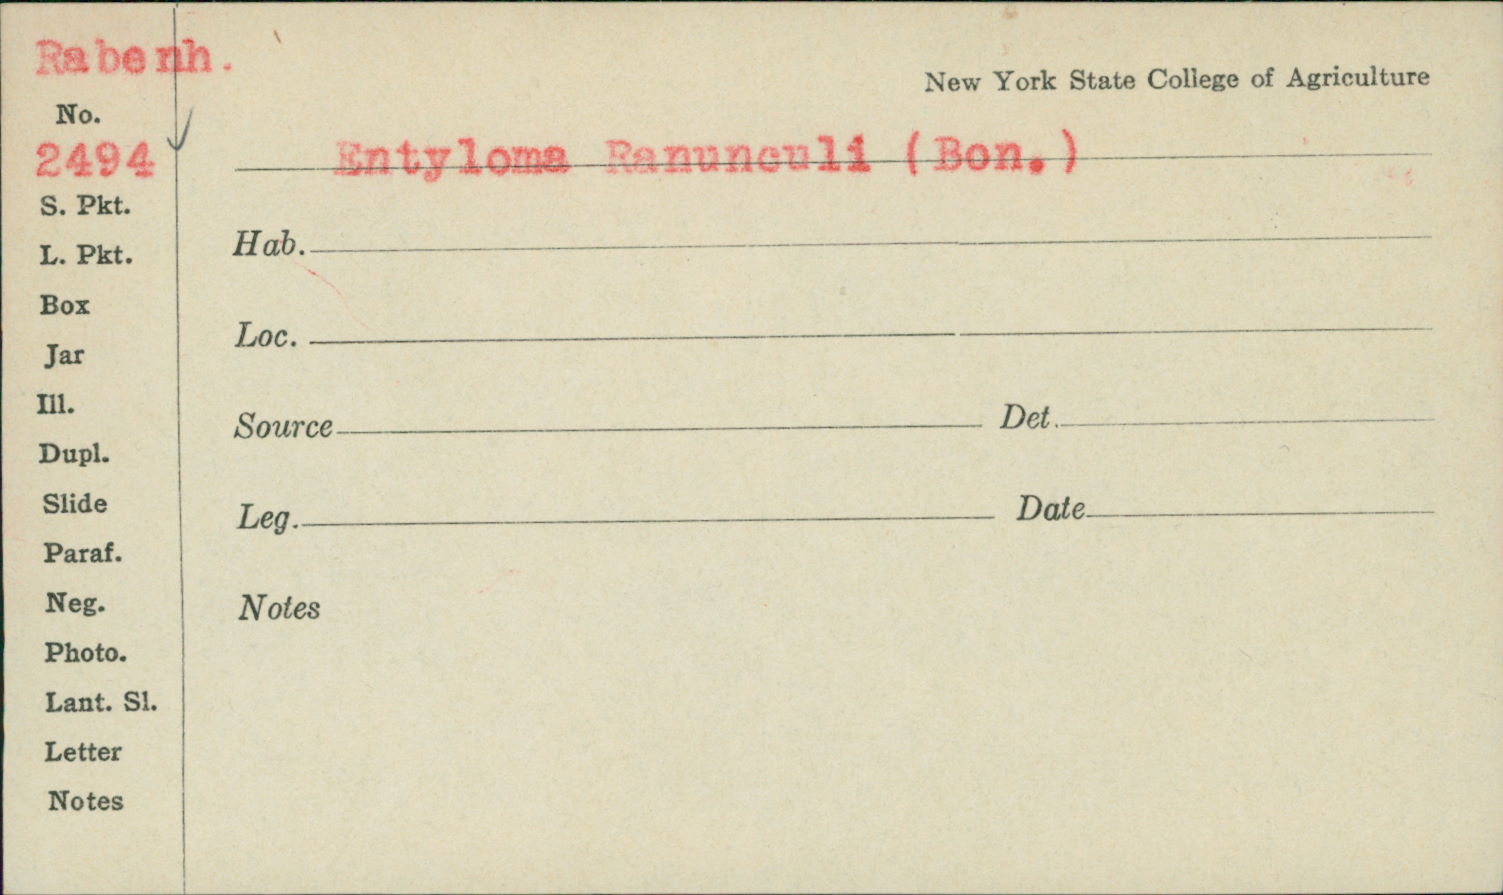 Rabenh.
New York State College of Agriculture
No.
2494
Entyloma Ranunculi (Bon.)
S. Pkt.
Hab.
L. Pkt.
Box
Loc.
Jar
Ill.
Source Det.
Dupl.
Slide
Leg. Date
Paraf.
Neg.
Notes
Photo.
Lant. Sl.
Letter
Notes